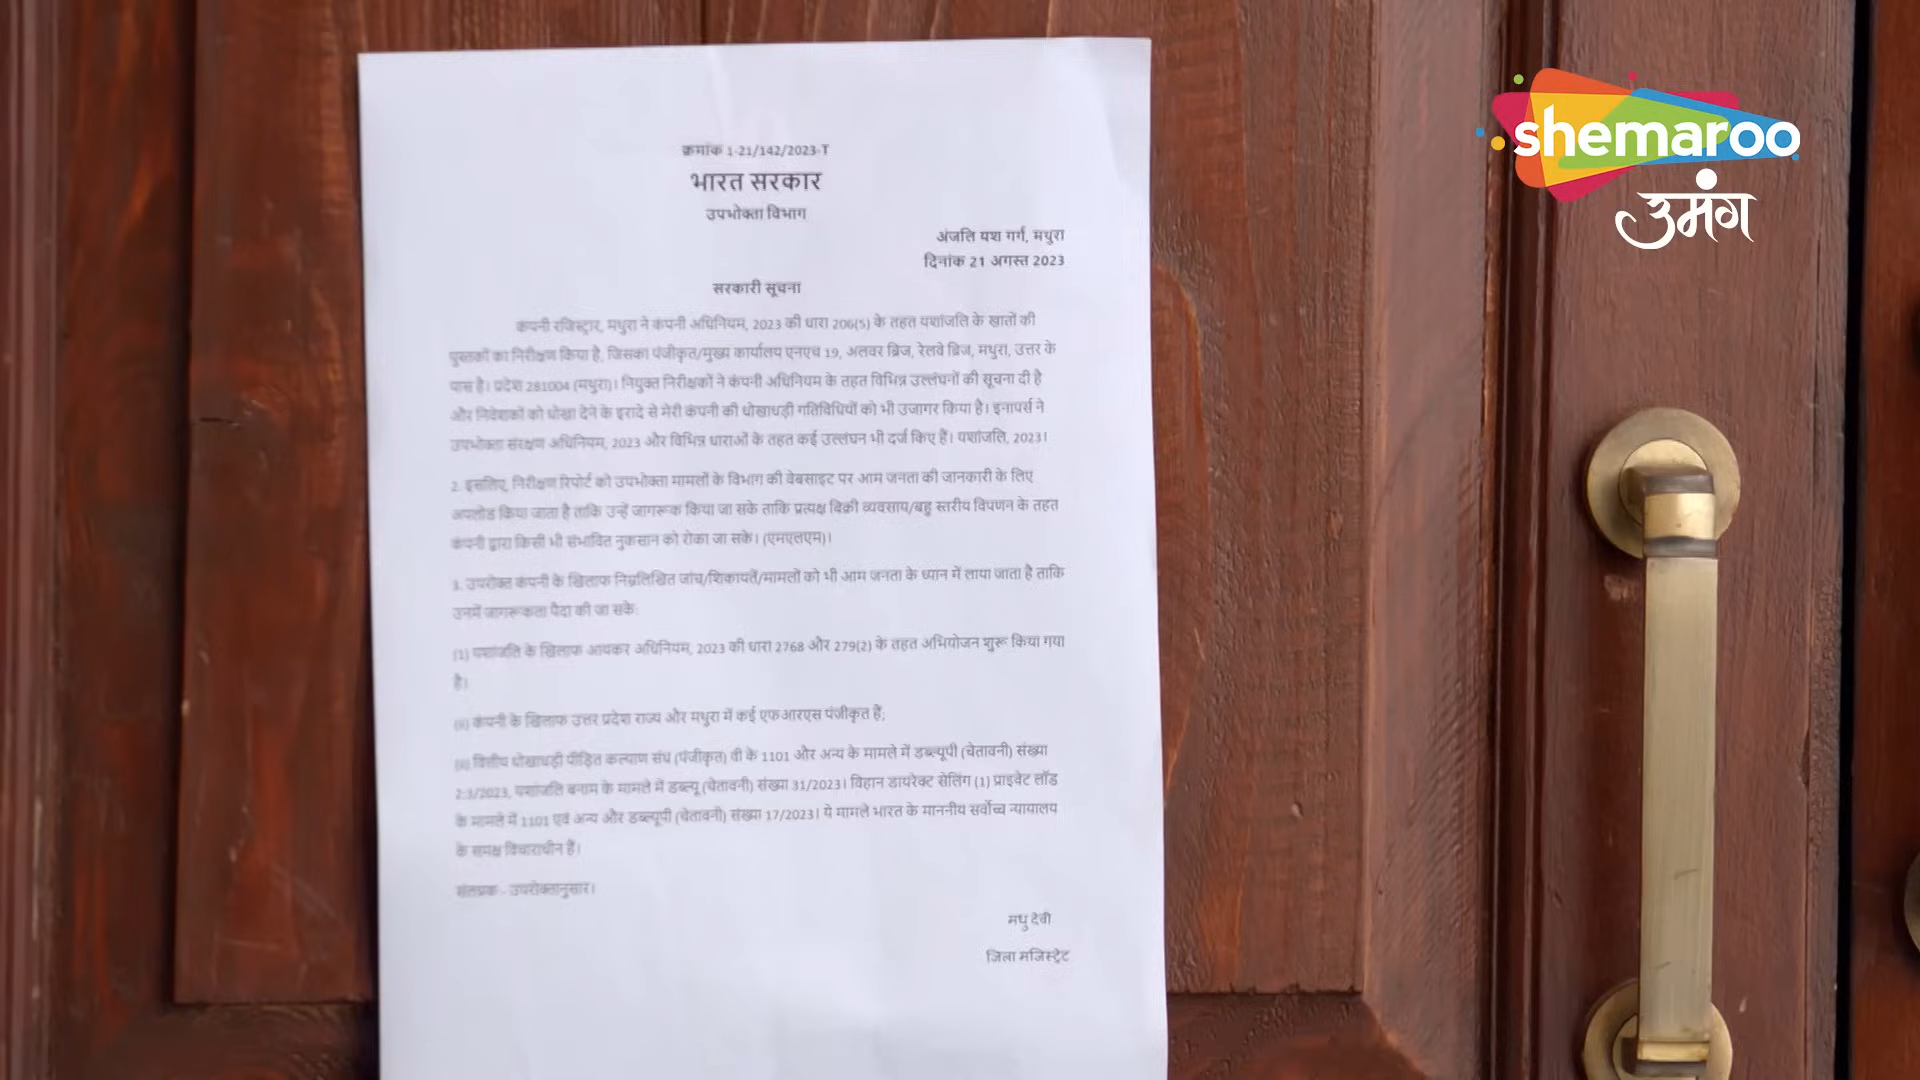 क्रमांक 1-21/142/2023-T
भारत सरकार
उपभोक्ता विभाग
अंजलि यश गर्ग, मथुरा
दिनांक 21 अगस्त 2023
सरकारी सूचना
कंपनी रजिस्ट्रार, मथुरा ने कंपनी अधिनियम, 2023 की धारा 206(5) के तहत यशांजलि के खातों की
पुस्तकों का निरीक्षण किया है, जिसका पंजीकृत/मुख्य कार्यालय एनएच 19, अलवर ब्रिज, रेलवे ब्रिज, मथुरा, उत्तर के
पास है। प्रदेश 281004 (मथुरा)। नियुक्त निरीक्षकों ने कंपनी अधिनियम के तहत विभिन्न उल्लंघनों की सूचना दी है
और निवेशकों को धोखा देने के इरादे से मेरी कंपनी की धोखाधड़ी गतिविधियों को भी उजागर किया है। इनापर्स ने
उपभोक्ता संरक्षण अधिनियम, 2023 और विभिन्न धाराओं के तहत कई उल्लंघन भी दर्ज किए हैं। यशांजलि, 2023।
2. इसलिए, निरीक्षण रिपोर्ट को उपभोक्ता मामलों के विभाग की वेबसाइट पर आम जनता की जानकारी के लिए
अपलोड किया जाता है ताकि उन्हें जागरूक किया जा सके ताकि प्रत्यक्ष बिक्री व्यवसाय/बहु स्तरीय विपणन के तहत
कंपनी द्वारा किसी भी संभावित नुकसान को रोका जा सके। (एमएलएम)।
3. उपरोक्त कंपनी के खिलाफ निम्नलिखित जांच/शिकायतें/मामलों को भी आम जनता के ध्यान में लाया जाता है ताकि
उनमें जागरूकता पैदा की जा सके:
(1) यशांजलि के खिलाफ आयकर अधिनियम, 2023 की धारा 2768 और 279(2) के तहत अभियोजन शुरू किया गया
है।
कंपनी के खिलाफ उत्तर प्रदेश राज्य और मथुरा में कई एफआरएस पंजीकृत हैं;
वित्तीय धोखाधड़ी पीड़ित कल्याण संघ (पंजीकृत) वी के 1101 और अन्य के मामले में डब्ल्यूपी (चेतावनी) संख्या
2:3/2023, यशांजलि बनाम के मामले में डब्ल्यू (चेतावनी) संख्या 31/2023। विहान डायरेक्ट सेलिंग (1) प्राइवेट लॉड
के मामले में 1101 एवं अन्य और डब्ल्यूपी (चेतावनी) संख्या 17/2023। ये मामले भारत के माननीय सर्वोच्च न्यायालय
के समक्ष विचाराधीन हैं।
संलग्नक - उपरोक्तानुसार।
मधु देवी
जिला मजिस्ट्रेट
shemaroo
उमंग